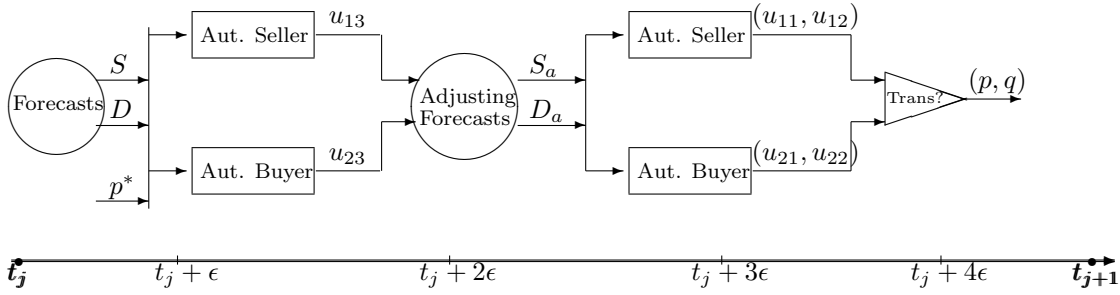 Aut. Seller
u₁₃
Aut. Seller
(u₁₁, u₁₂)
S
Sₐ
(p, q)
Forecasts
Adjusting
Forecasts
Trans?
D
Dₐ
Aut. Buyer
u₂₃
Aut. Buyer
(u₂₁, u₂₂)
p*
tⱼ
tⱼ + ϵ
tⱼ + 2ϵ
tⱼ + 3ϵ
tⱼ + 4ϵ
tⱼ₊₁